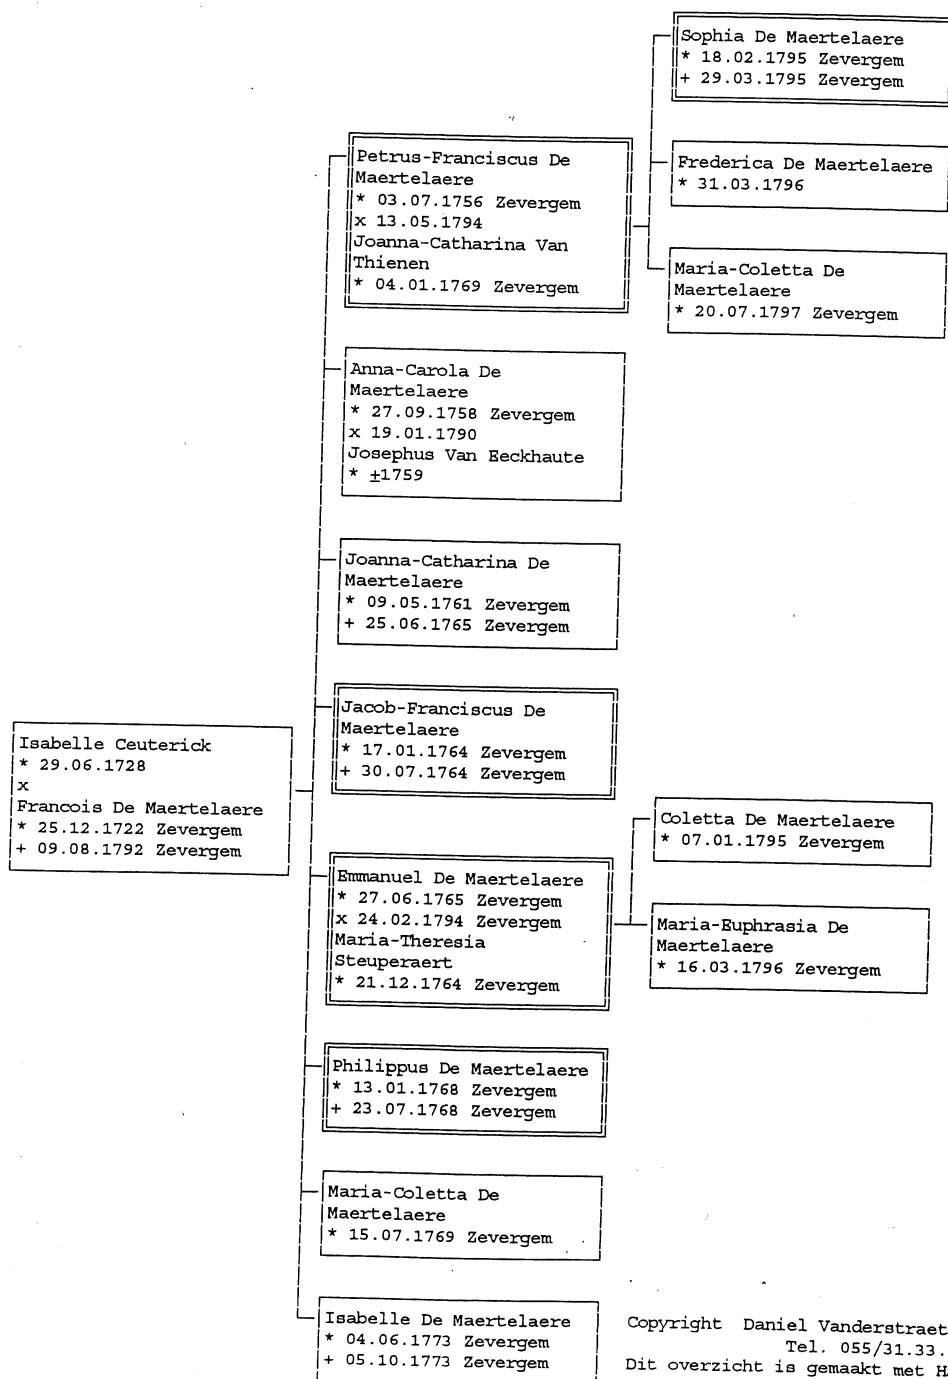 Sophia De Maertelaere
* 18.02.1795 Zevergem
+ 29.03.1795 Zevergem
Petrus-Franciscus De
Maertelaere
* 03.07.1756 Zevergem
x 13.05.1794
Joanna-Catharina Van
Thienen
* 04.01.1769 Zevergem
Frederica De Maertelaere
* 31.03.1796
Maria-Coletta De
Maertelaere
* 20.07.1797 Zevergem
Anna-Carola De
Maertelaere
* 27.09.1758 Zevergem
x 19.01.1790
Josephus Van Eeckhaute
* ±1759
Joanna-Catharina De
Maertelaere
* 09.05.1761 Zevergem
+ 25.06.1765 Zevergem
Jacob-Franciscus De
Maertelaere
* 17.01.1764 Zevergem
+ 30.07.1764 Zevergem
Isabelle Ceuterick
* 29.06.1728
x
Francois De Maertelaere
* 25.12.1722 Zevergem
+ 09.08.1792 Zevergem
Emmanuel De Maertelaere
* 27.06.1765 Zevergem
x 24.02.1794 Zevergem
Maria-Theresia
Steuperaert
* 21.12.1764 Zevergem
Coletta De Maertelaere
* 07.01.1795 Zevergem
Maria-Euphrasia De
Maertelaere
* 16.03.1796 Zevergem
Philippus De Maertelaere
* 13.01.1768 Zevergem
+ 23.07.1768 Zevergem
Maria-Coletta De
Maertelaere
* 15.07.1769 Zevergem
Isabelle De Maertelaere
* 04.06.1773 Zevergem
+ 05.10.1773 Zevergem
Copyright Daniel Vanderstraet
Tel. 055/31.33.
Dit overzicht is gemaakt met H